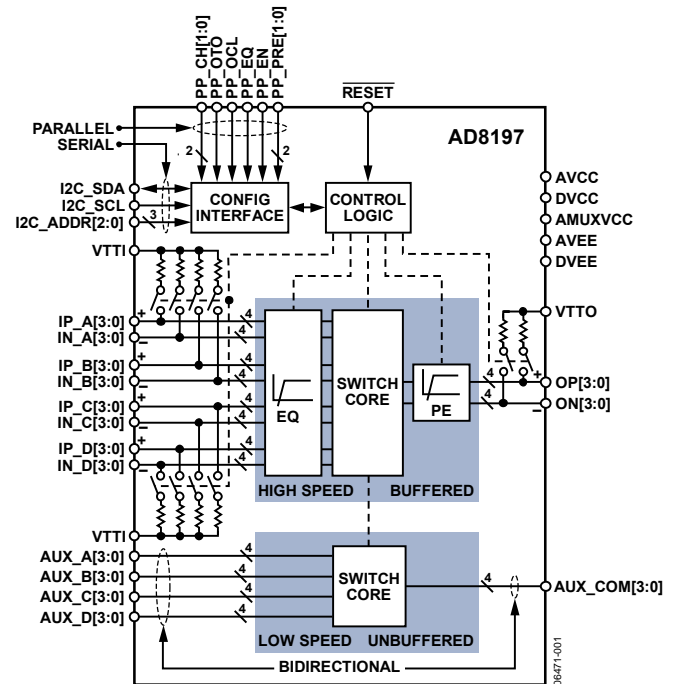 PP_CH[1:0]
PP_OTO
PP_OCL
PP_EQ
PP_EN
PP_PRE[1:0]
RESET
PARALLEL
SERIAL
AD8197
2
2
I2C_SDA
I2C_SCL
I2C_ADDR[2:0]
3
CONFIG
INTERFACE
CONTROL
LOGIC
AVCC
DVCC
AMUXVCC
AVEE
DVEE
VTTI
VTTO
+
IP_A[3:0]
4
IN_A[3:0]
4
–
+
IP_B[3:0]
4
IN_B[3:0]
4
–
+
IP_C[3:0]
4
IN_C[3:0]
4
–
+
IP_D[3:0]
4
IN_D[3:0]
4
–
EQ
SWITCH
CORE
PE
4
+
OP[3:0]
4
–
ON[3:0]
HIGH SPEED
BUFFERED
VTTI
AUX_A[3:0]
4
AUX_B[3:0]
4
AUX_C[3:0]
4
AUX_D[3:0]
4
SWITCH
CORE
4
AUX_COM[3:0]
LOW SPEED
UNBUFFERED
BIDIRECTIONAL
06471-001